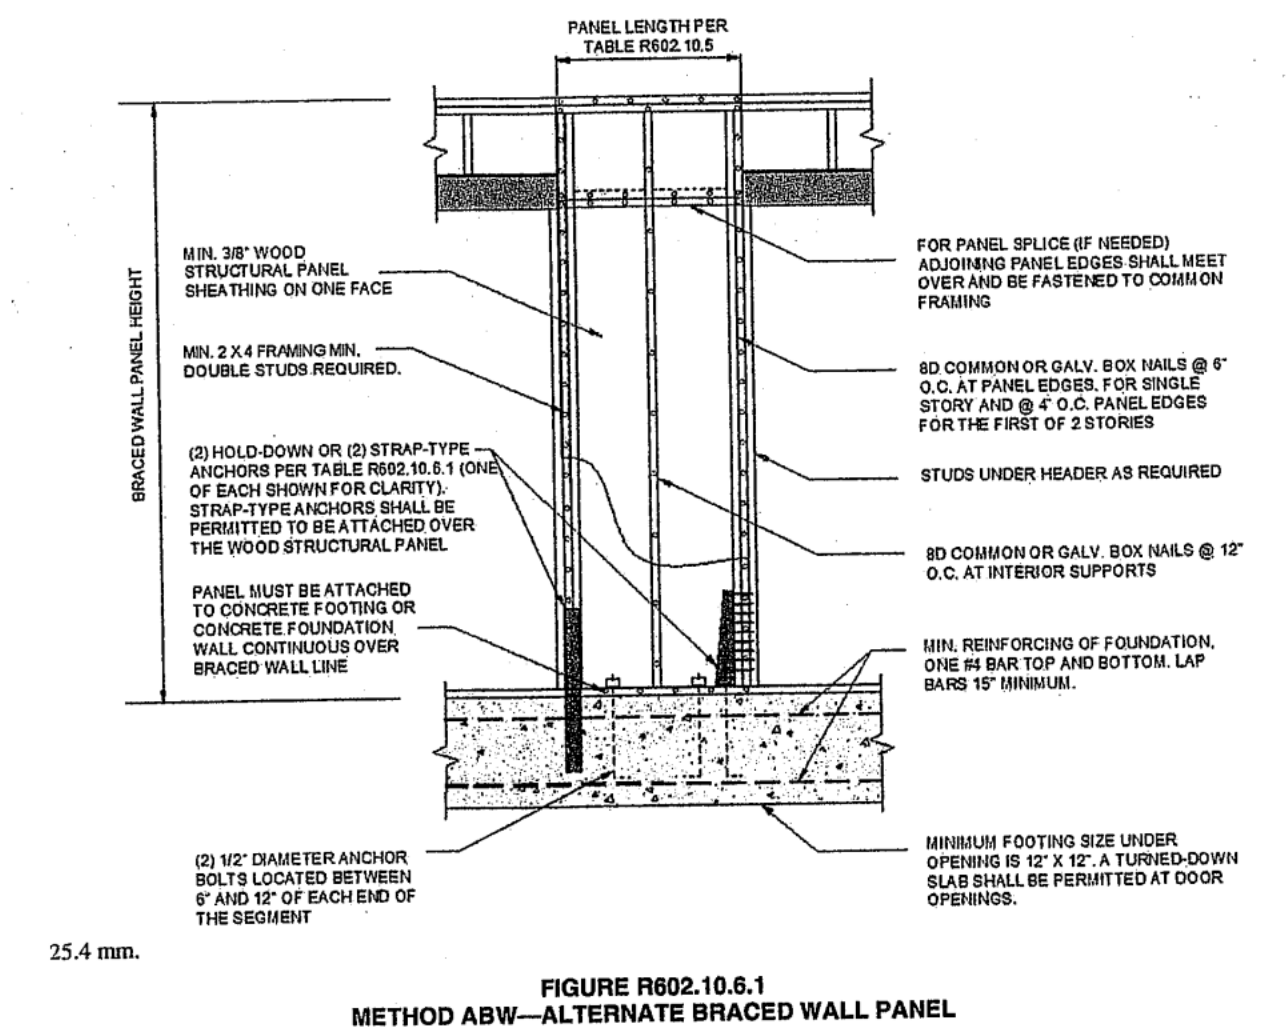 PANEL LENGTH PER
TABLE R602.10.5
BRACED WALL PANEL HEIGHT
MIN. 3/8" WOOD
STRUCTURAL PANEL
SHEATHING ON ONE FACE
MIN. 2 X 4 FRAMING MIN.
DOUBLE STUDS REQUIRED.
(2) HOLD-DOWN OR (2) STRAP-TYPE
ANCHORS PER TABLE R602.10.6.1 (ONE
OF EACH SHOWN FOR CLARITY).
STRAP-TYPE ANCHORS SHALL BE
PERMITTED TO BE ATTACHED OVER
THE WOOD STRUCTURAL PANEL
PANEL MUST BE ATTACHED
TO CONCRETE FOOTING OR
CONCRETE FOUNDATION
WALL CONTINUOUS OVER
BRACED WALL LINE
(2) 1/2" DIAMETER ANCHOR
BOLTS LOCATED BETWEEN
6" AND 12" OF EACH END OF
THE SEGMENT
FOR PANEL SPLICE (IF NEEDED)
ADJOINING PANEL EDGES SHALL MEET
OVER AND BE FASTENED TO COMMON
FRAMING
8D COMMON OR GALV. BOX NAILS @ 6"
O.C. AT PANEL EDGES. FOR SINGLE
STORY AND @ 4" O.C. PANEL EDGES
FOR THE FIRST OF 2 STORIES
STUDS UNDER HEADER AS REQUIRED
8D COMMON OR GALV. BOX NAILS @ 12"
O.C. AT INTERIOR SUPPORTS
MIN. REINFORCING OF FOUNDATION,
ONE #4 BAR TOP AND BOTTOM. LAP
BARS 15" MINIMUM.
MINIMUM FOOTING SIZE UNDER
OPENING IS 12" X 12". A TURNED-DOWN
SLAB SHALL BE PERMITTED AT DOOR
OPENINGS.
25.4 mm.
FIGURE R602.10.6.1
METHOD ABW—ALTERNATE BRACED WALL PANEL